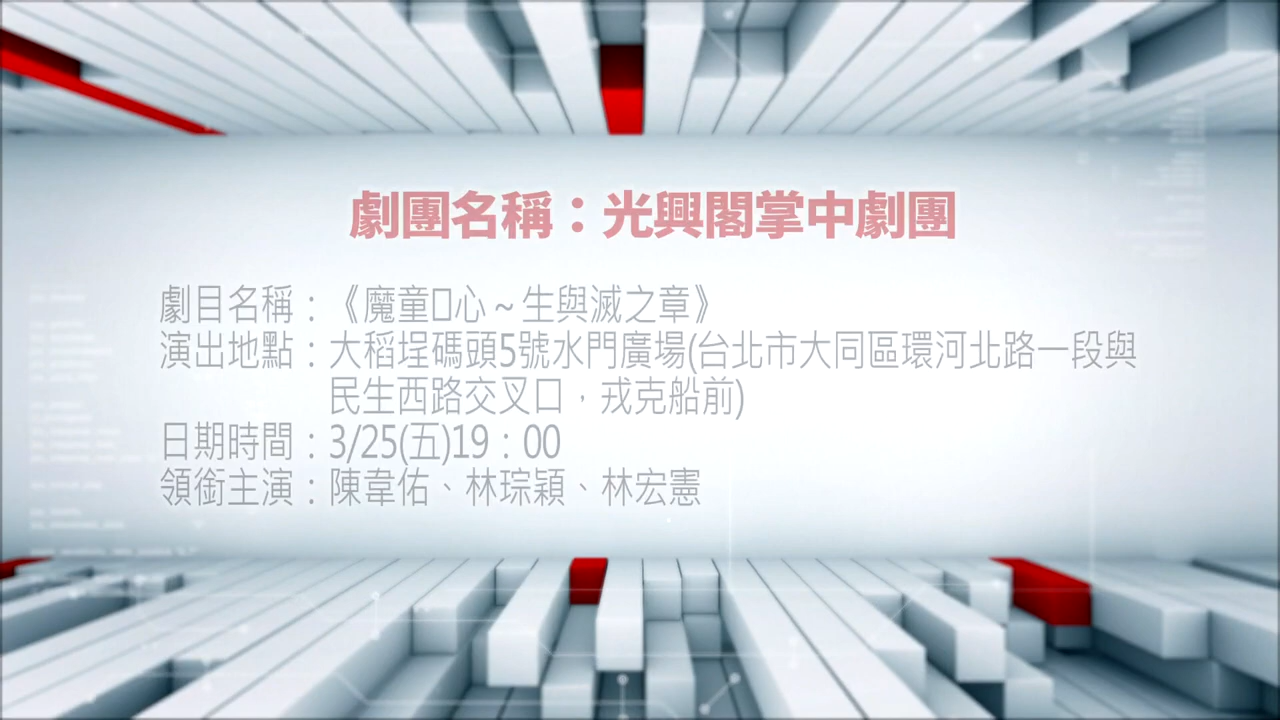 劇團名稱：光興閣掌中劇團
劇目名稱：《魔童▯心～生與滅之章》
演出地點：大稻埕碼頭5號水門廣場(台北市大同區環河北路一段與
民生西路交叉口，戎克船前)
日期時間：3/25(五)19：00
領銜主演：陳韋佑、林琮穎、林宏憲